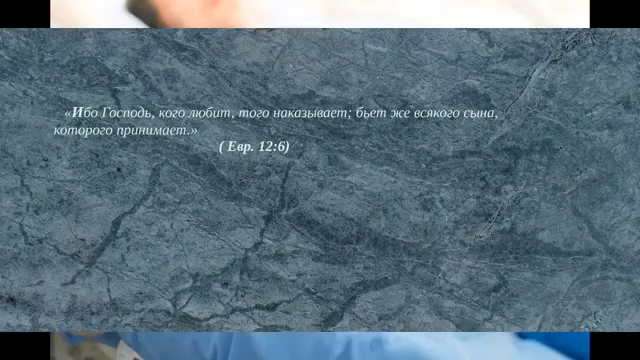 «Ибо Господь, кого любит, того наказывает; бьет же всякого сына,
которого принимает.»
( Евр. 12:6)